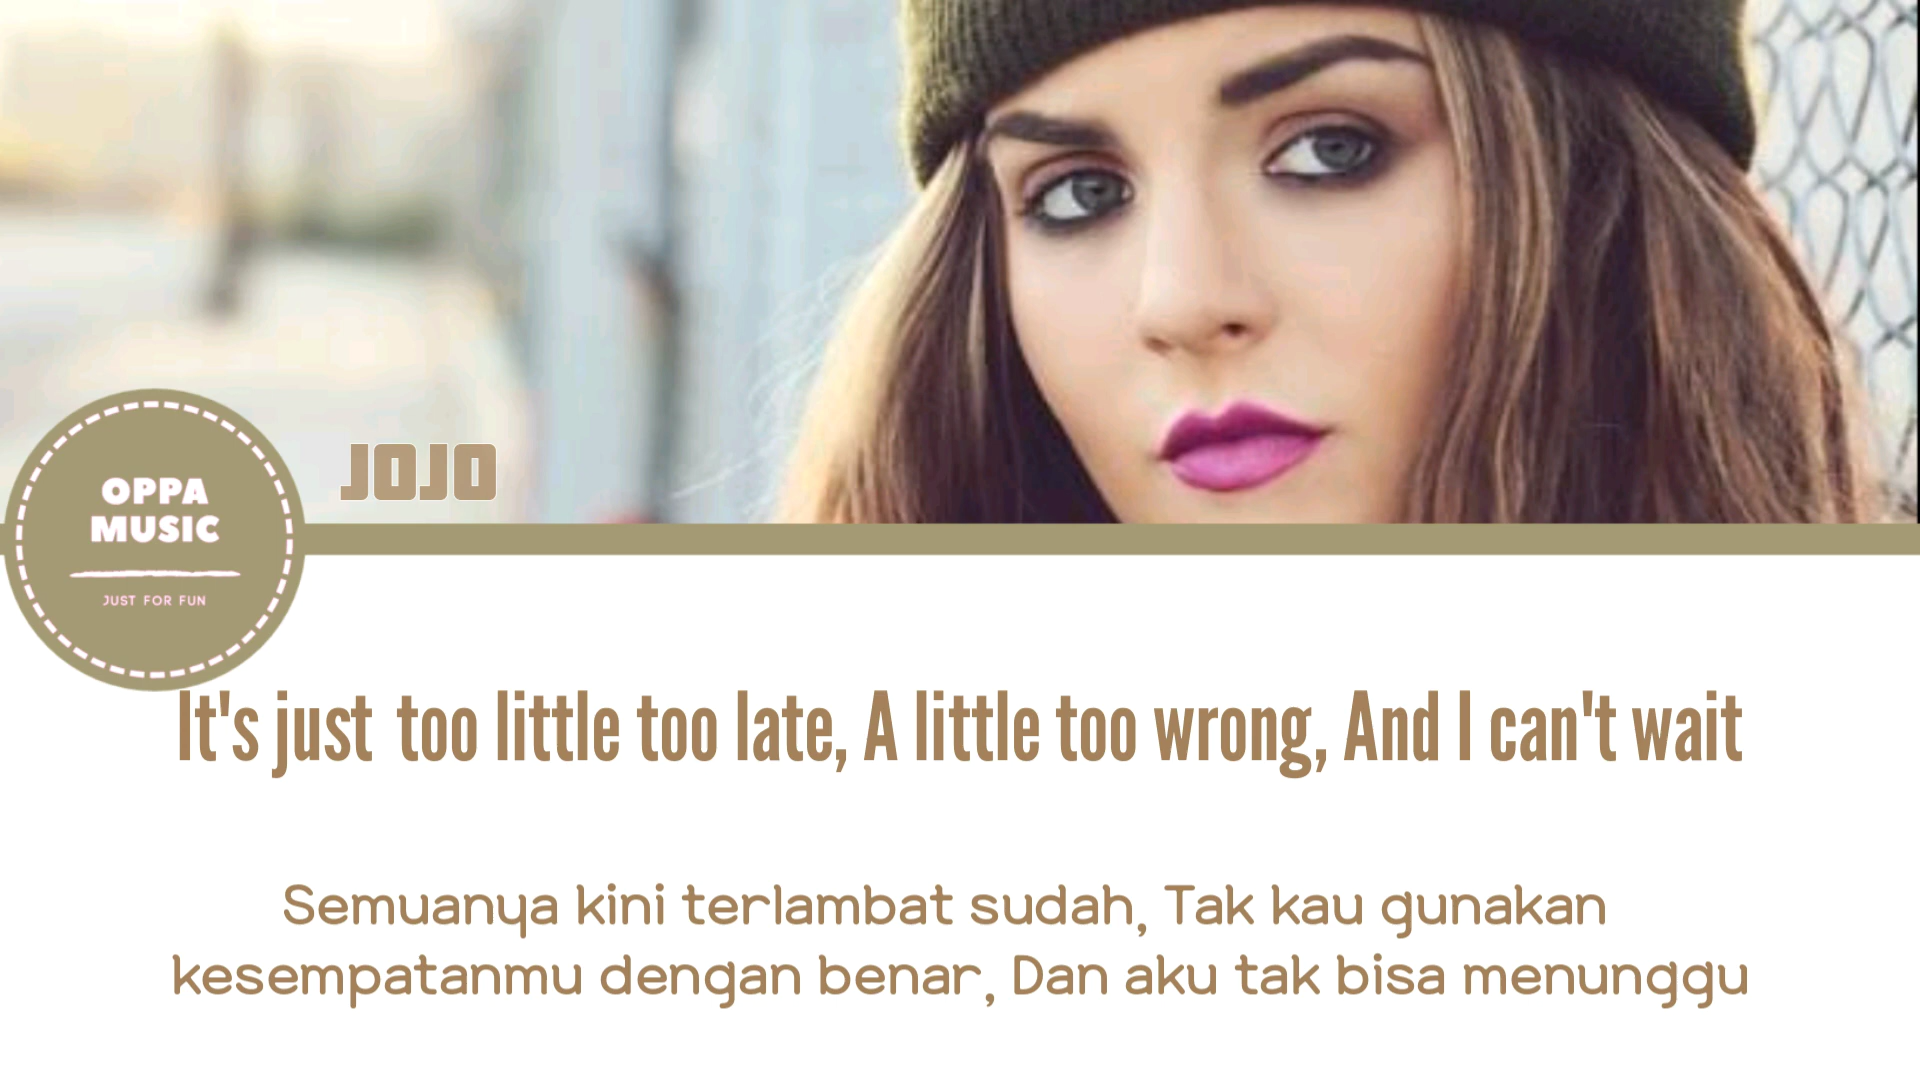 JOJO
OPPA
MUSIC
JUST FOR FUN
It's just too little too late, A little too wrong, And I can't wait
Semuanya kini terlambat sudah, Tak kau gunakan
kesempatanmu dengan benar, Dan aku tak bisa menunggu